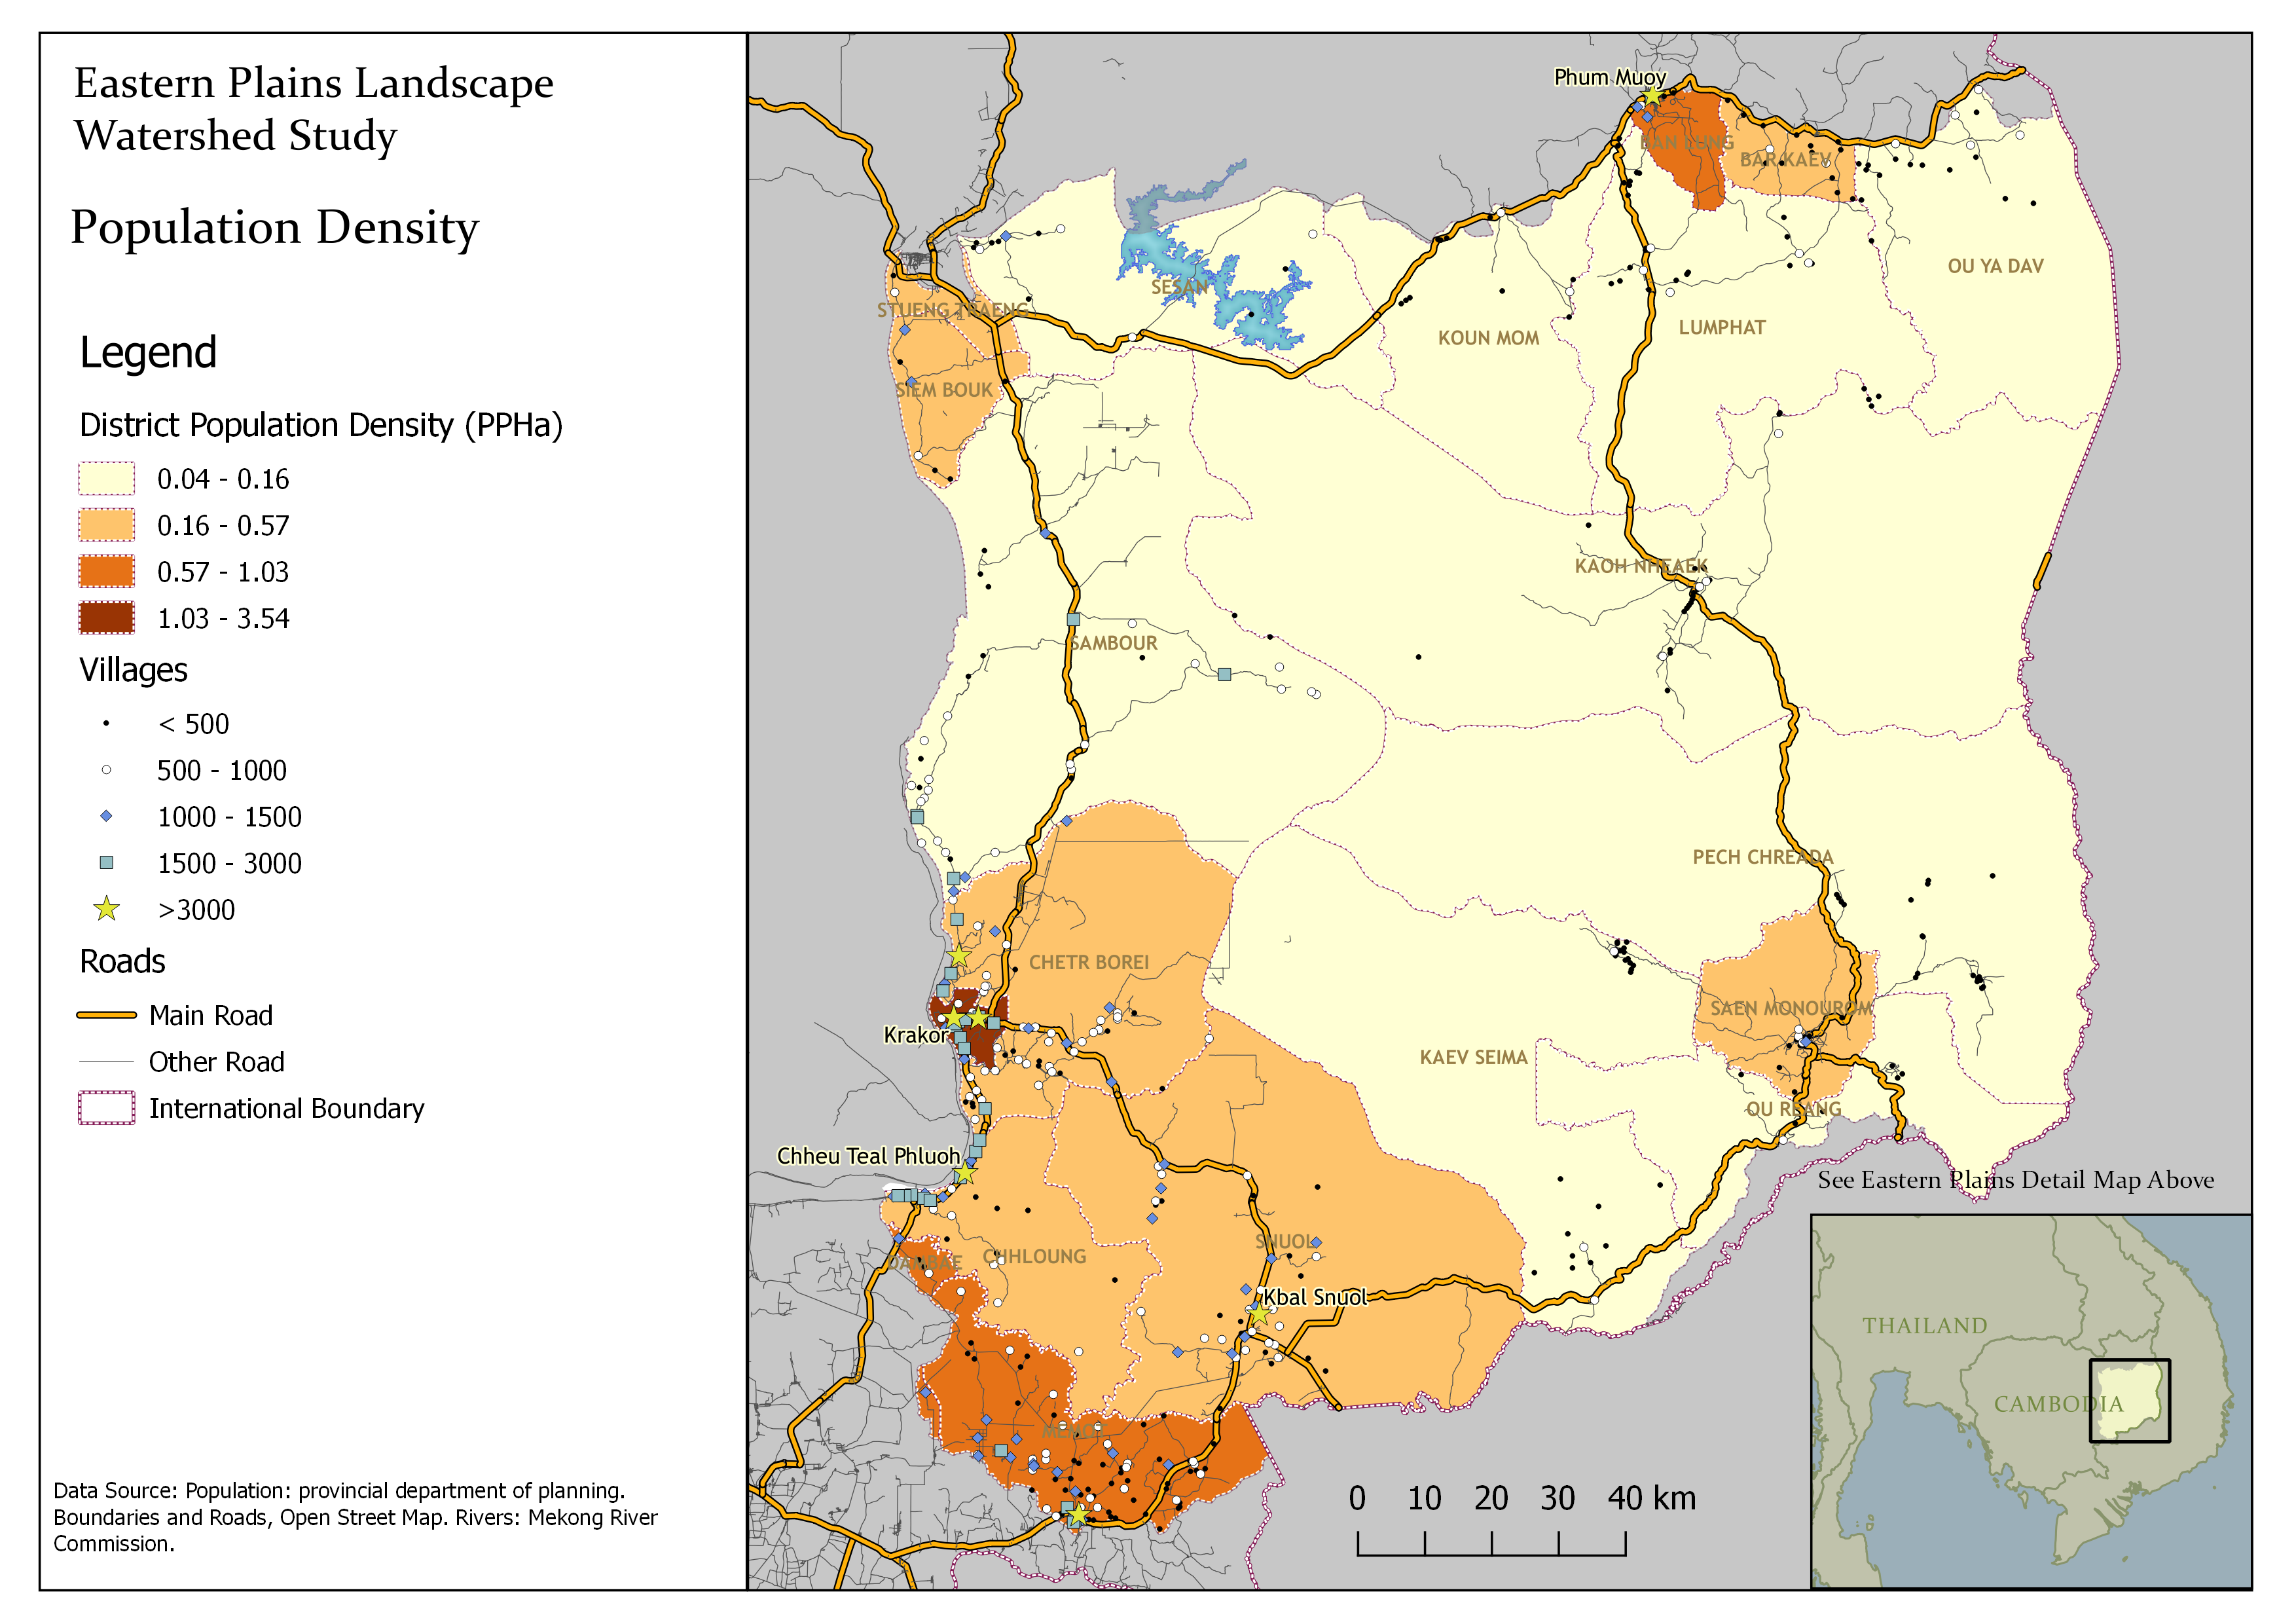 Eastern Plains Landscape
Watershed Study
Population Density
Legend
District Population Density (PPHa)
0.04 - 0.16
0.16 - 0.57
0.57 - 1.03
1.03 - 3.54
Villages
< 500
500 - 1000
1000 - 1500
1500 - 3000
>3000
Roads
Main Road
Other Road
International Boundary
Data Source: Population: provincial department of planning.
Boundaries and Roads, Open Street Map. Rivers: Mekong River
Commission.
Phum Muoy
BAN LUNG
BAR KAEV
OU YA DAV
SESAN
STUENG TRAENG
LUMPHAT
KOUN MOM
SIEM BOUK
KAOH NHEAEK
SAMBOUR
PECH CHREADA
CHETR BOREI
SAEN MONOUROM
Krakor
KAEV SEIMA
OU REANG
Chheu Teal Phluoh
See Eastern Plains Detail Map Above
SNUOL
CHHLOUNG
DAMBAE
Kbal Snuol
MEMOT
0 10 20 30 40 km
THAILAND
CAMBODIA